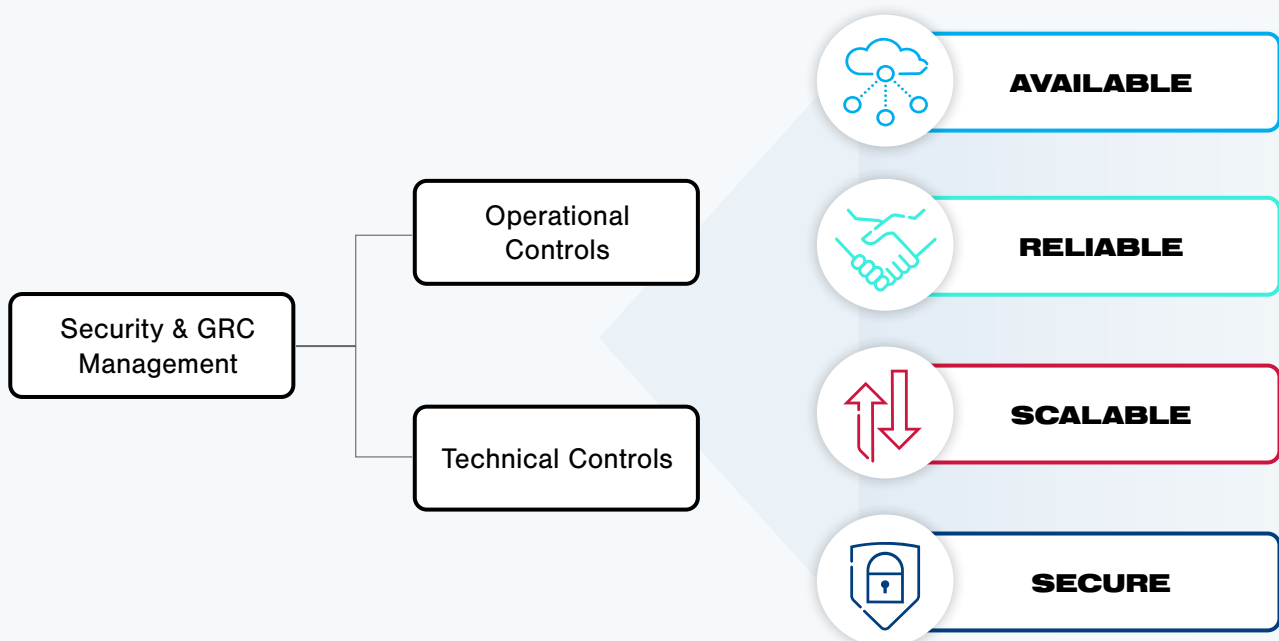 Security & GRC
Management
Operational
Controls
Technical Controls
AVAILABLE
RELIABLE
SCALABLE
SECURE